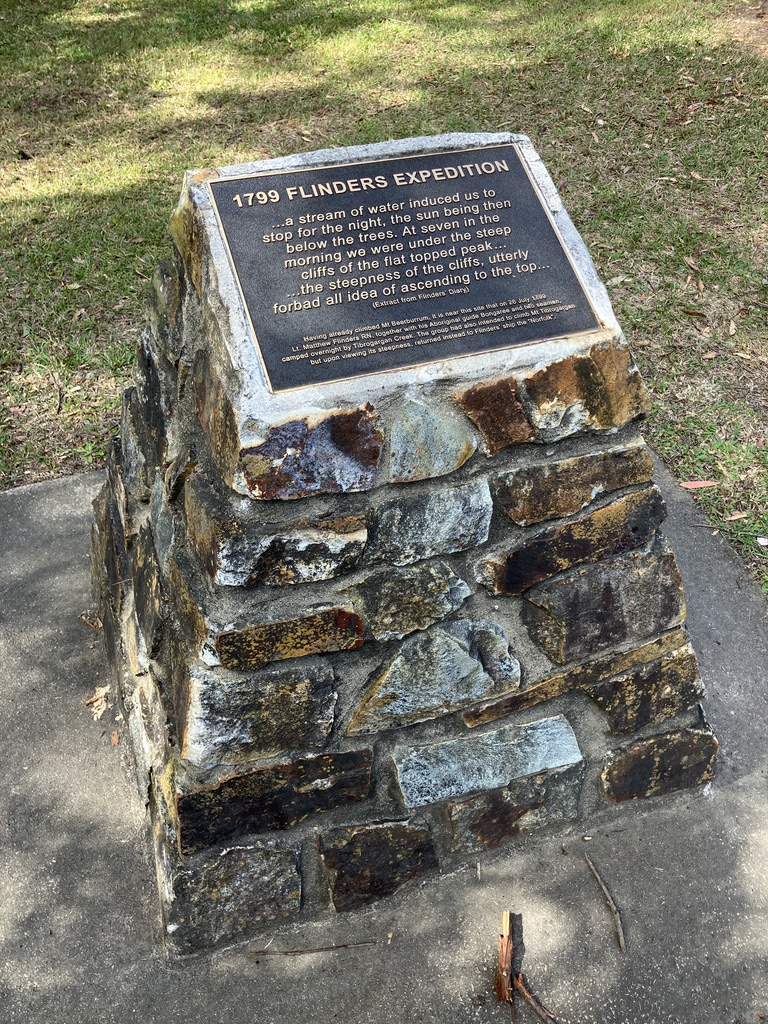 1799 FLINDERS EXPEDITION
...a stream of water induced us to
stop for the night, the sun being then
below the trees. At seven in the
morning we were under the steep
cliffs of the flat topped peak...
...the steepness of the cliffs, utterly
forbad all idea of ascending to the top...
(Extract from Flinders' Diary)
Having already climbed Mt Beerburrum, it is near this site that on 26 July 1799
Lt. Matthew Flinders RN, together with his Aboriginal guide Bongaree and two seamen,
camped overnight by Tibrogargan Creek. The group had also intended to climb Mt Tibrogargan,
but upon viewing its steepness, returned instead to Flinders' ship the "Norfolk".